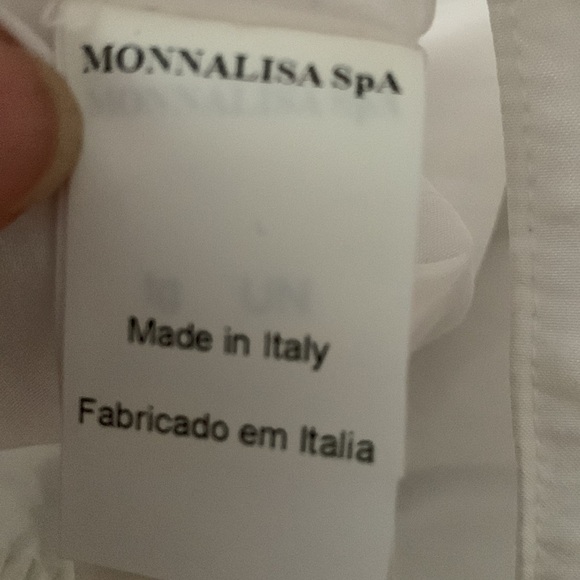 MONNALISA SpA
Made in Italy
Fabricado em Italia